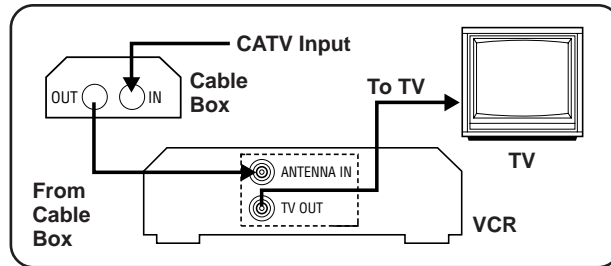 CATV Input
Cable
Box
OUT
IN
To TV
TV
ANTENNA IN
TV OUT
From
Cable
Box
VCR